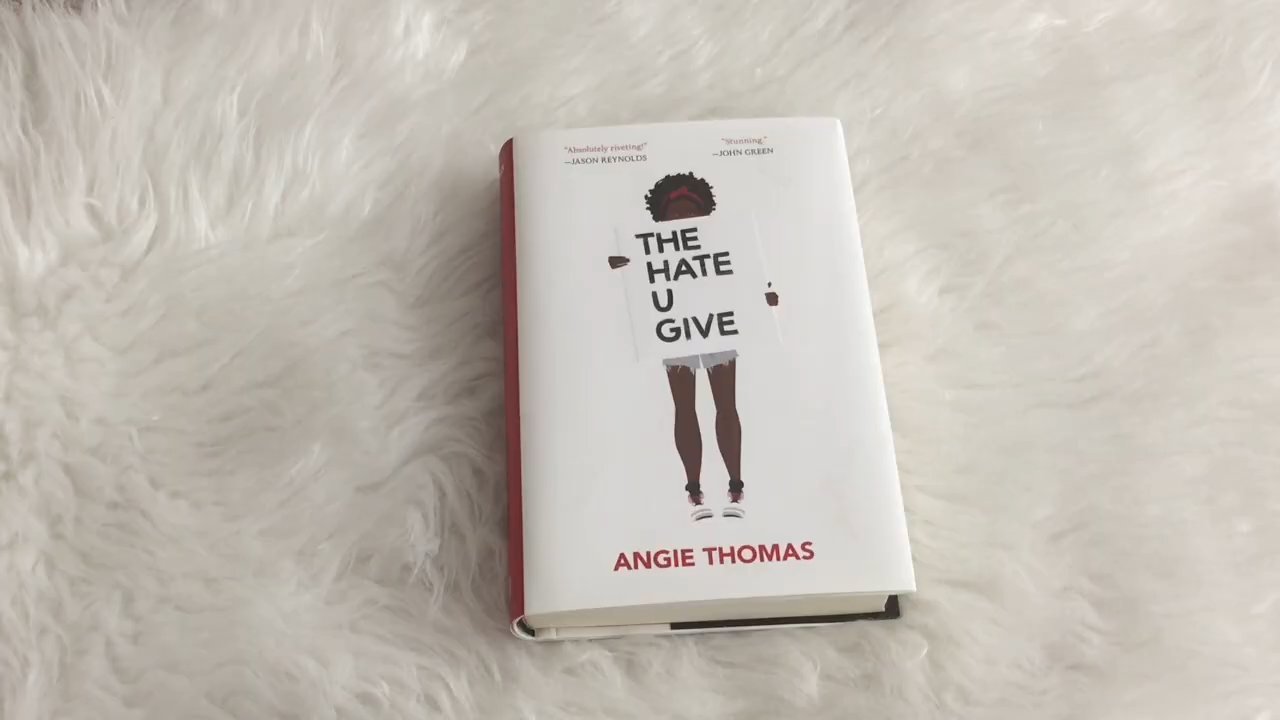 "Absolutely riveting!"
—JASON REYNOLDS
"Stunning."
—JOHN GREEN
THE
HATE
U
GIVE
ANGIE THOMAS